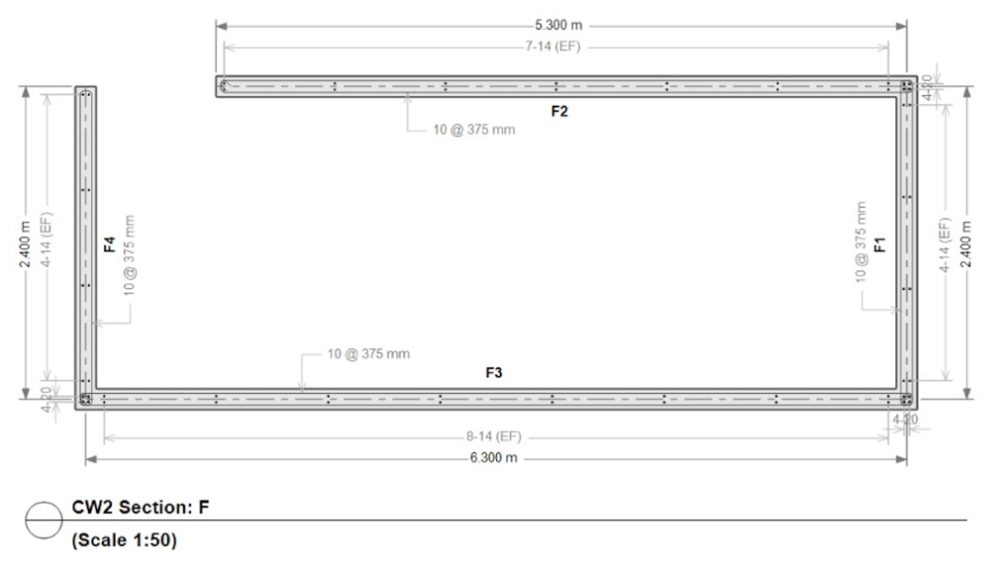 5.300 m
7-14 (EF)
4-20
F2
10 @ 375 mm
2.400 m
4-14 (EF)
F4
10 @ 375 mm
10 @ 375 mm
F1
4-14 (EF)
2.400 m
10 @ 375 mm
F3
4-20
4-20
8-14 (EF)
6.300 m
CW2 Section: F
(Scale 1:50)